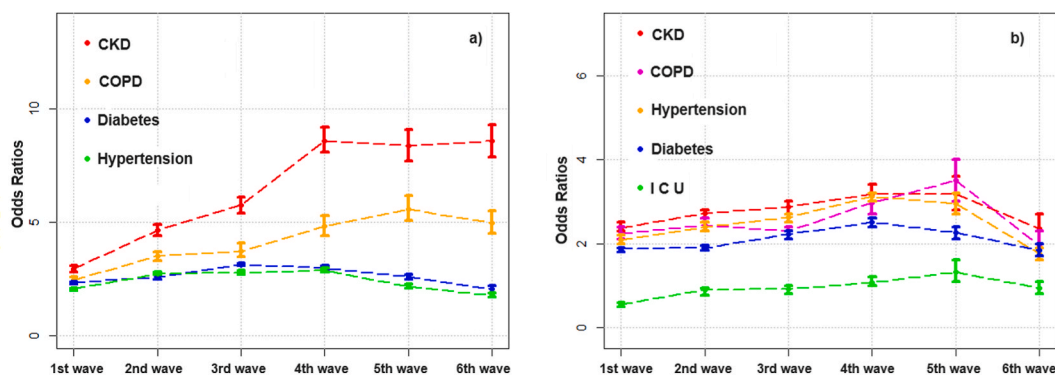 a)
CKD
COPD
Diabetes
Hypertension
Odds Ratios
10
5
0
1st wave 2nd wave 3rd wave 4th wave 5th wave 6th wave
b)
CKD
COPD
Hypertension
Diabetes
I C U
Odds Ratios
6
4
2
0
1st wave 2nd wave 3rd wave 4th wave 5th wave 6th wave